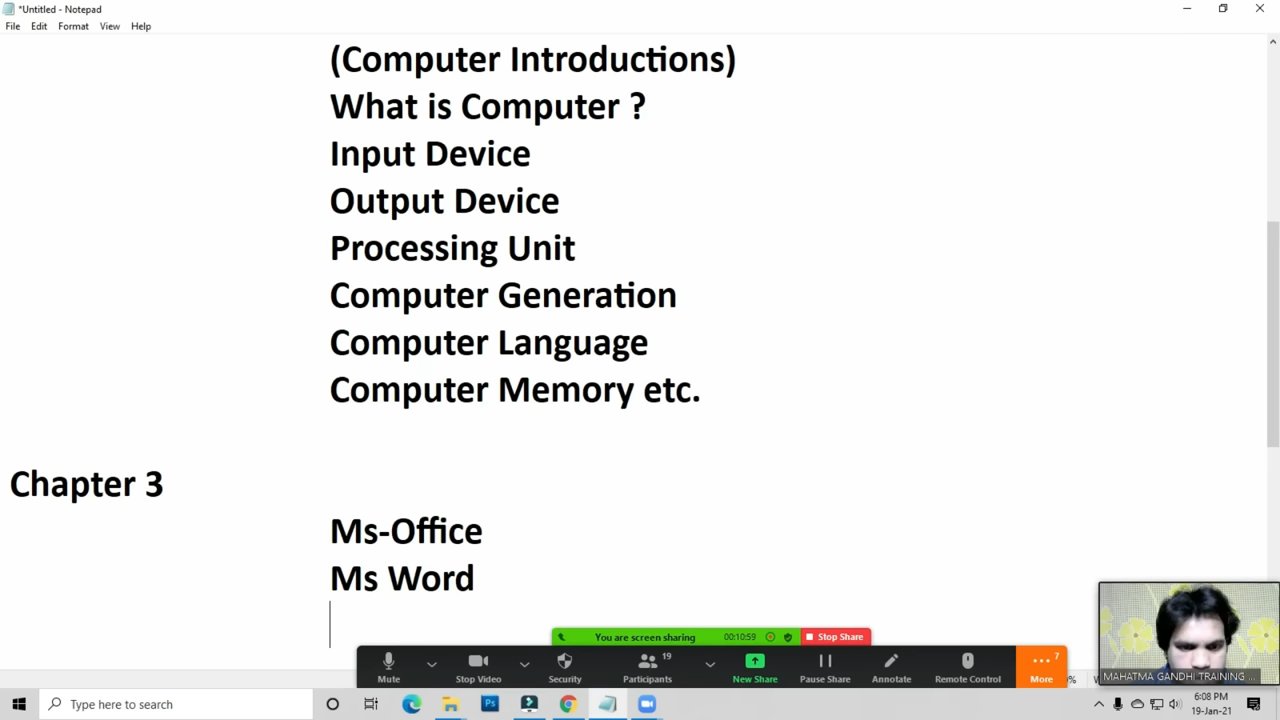 *Untitled - Notepad
File Edit Format View Help
(Computer Introductions)
What is Computer ?
Input Device
Output Device
Processing Unit
Computer Generation
Computer Language
Computer Memory etc.
Chapter 3
Ms-Office
Ms Word
You are screen sharing 00:10:59 Stop Share
19 7
Mute Stop Video Security Participants New Share Pause Share Annotate Remote Control More
MAHATMA GANDHI TRAINING ...
Type here to search
Ps
6:08 PM
19-Jan-21